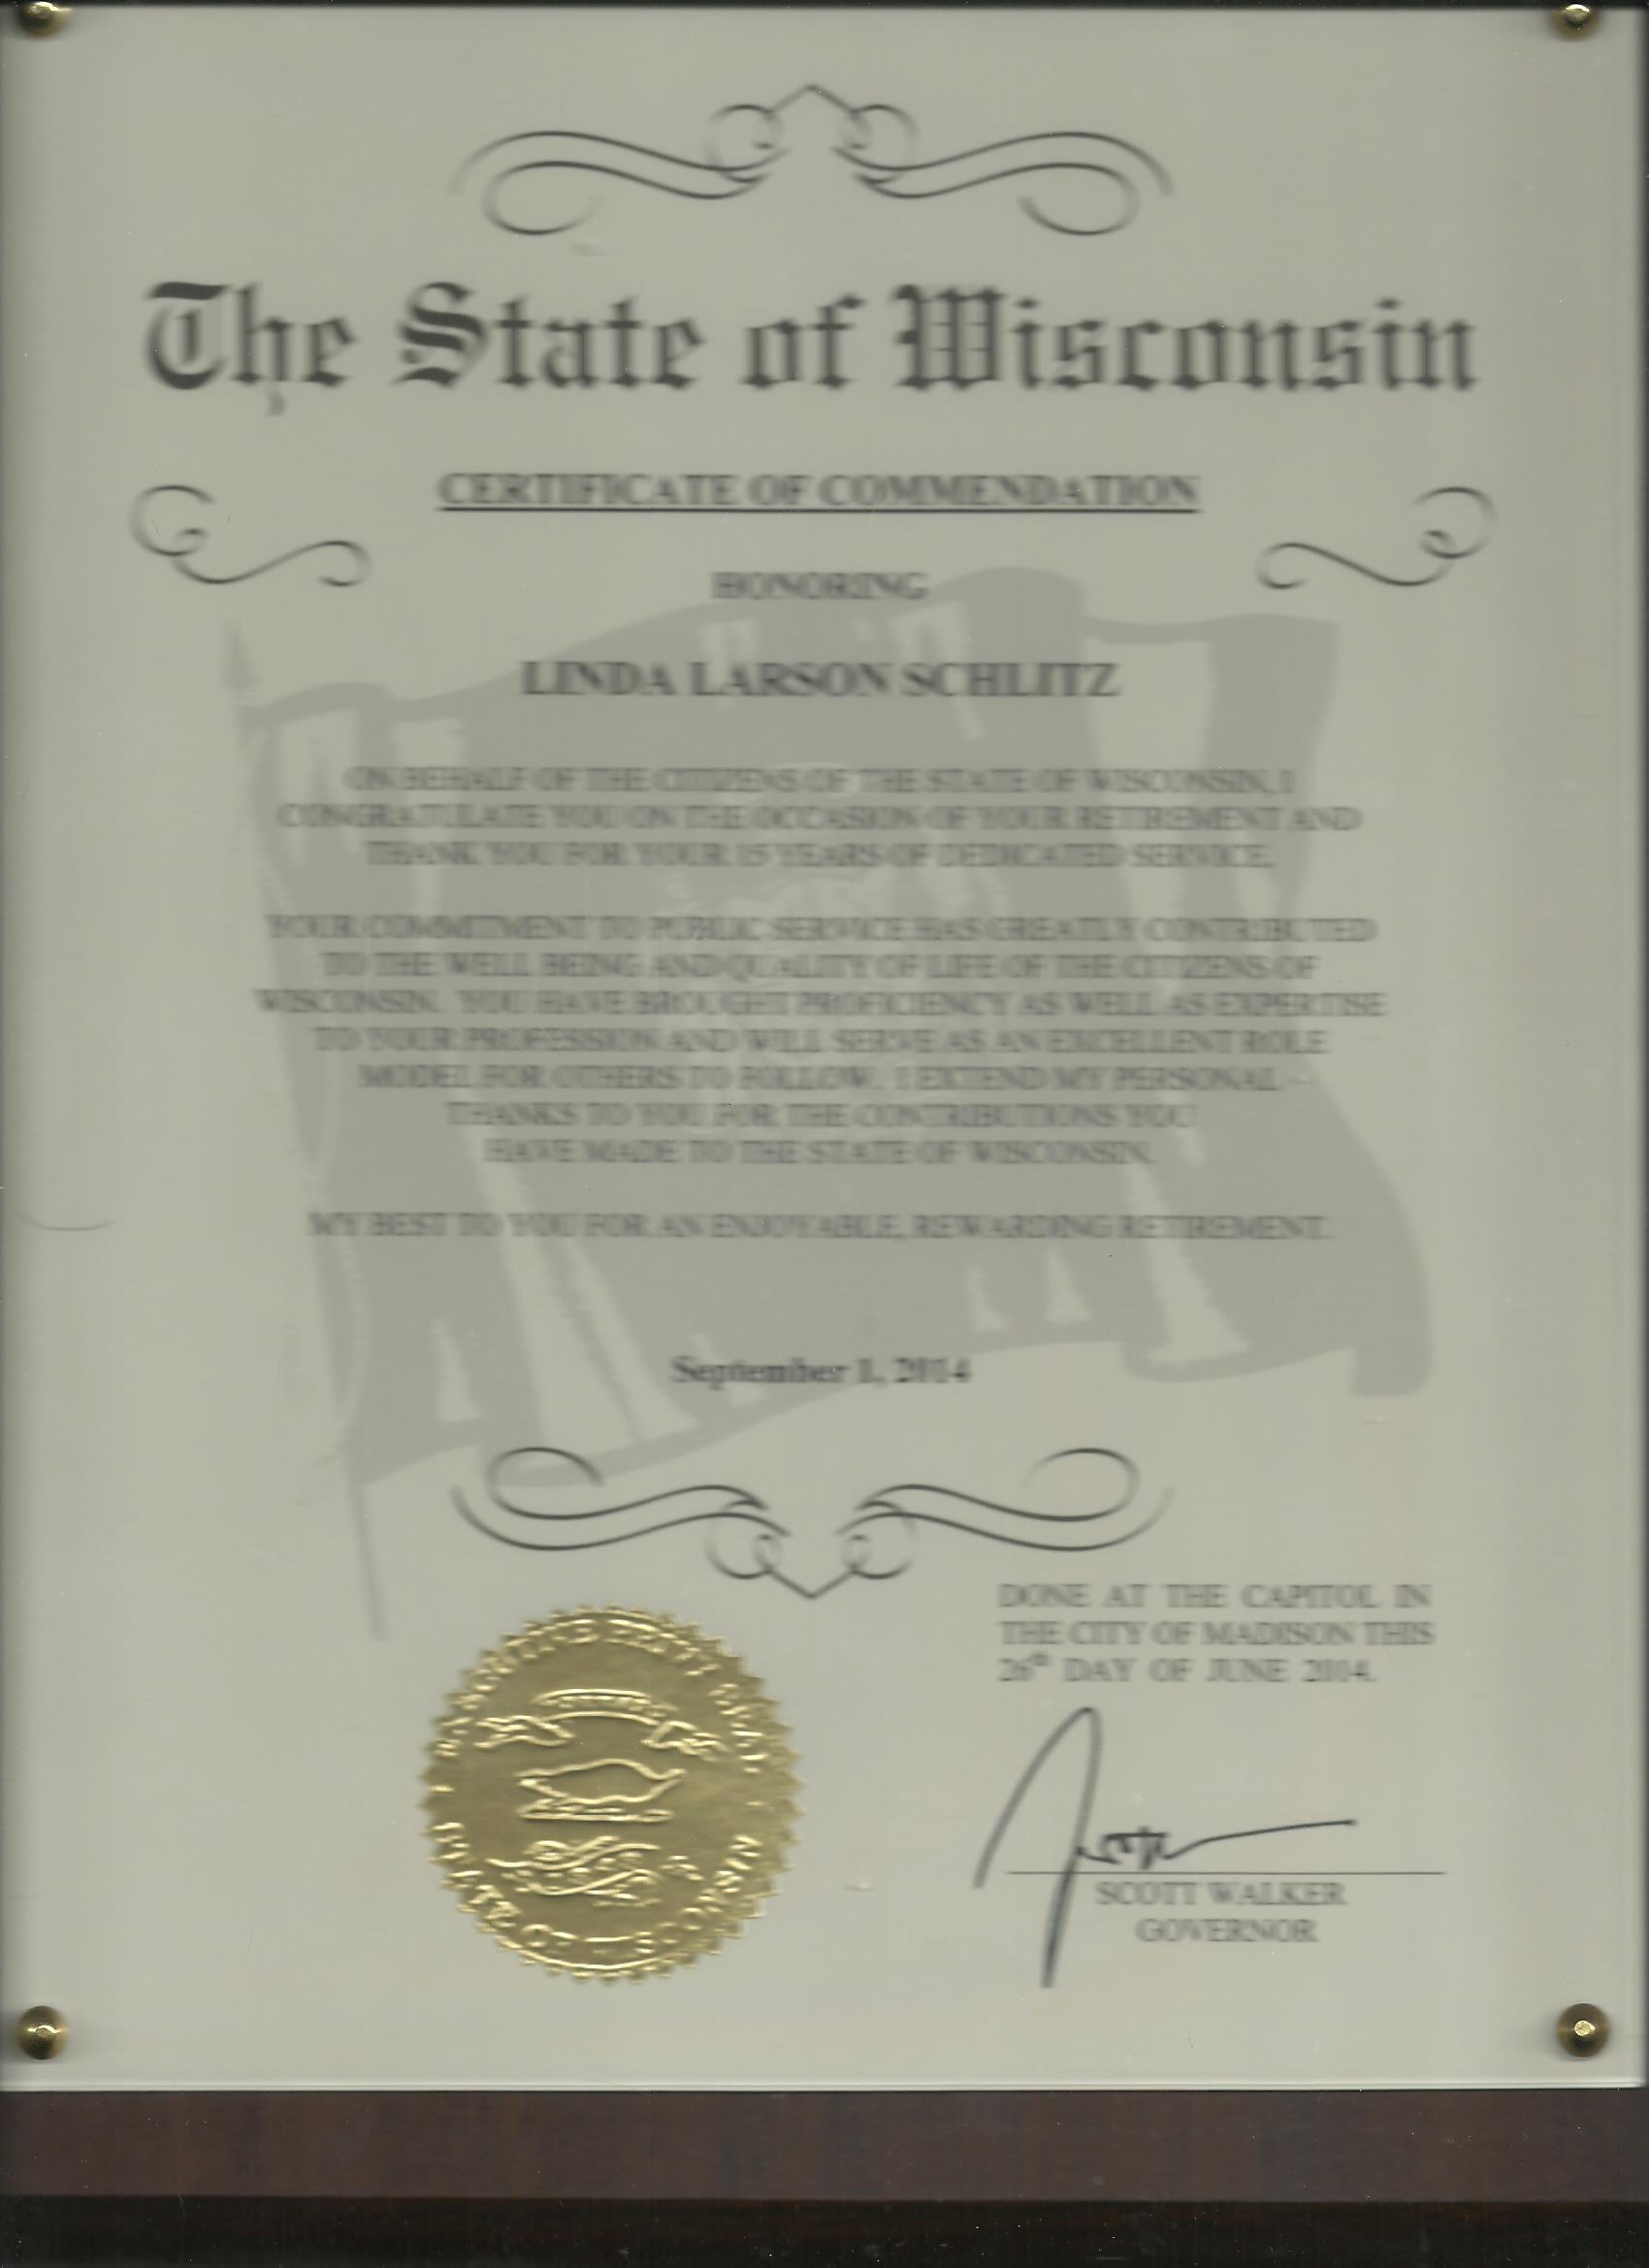 The State of Wisconsin
CERTIFICATE OF COMMENDATION
HONORING
LINDA LARSON SCHLITZ
ON BEHALF OF THE CITIZENS OF THE STATE OF WISCONSIN, I
CONGRATULATE YOU ON THE OCCASION OF YOUR RETIREMENT AND
THANK YOU FOR YOUR 15 YEARS OF DEDICATED SERVICE.
YOUR COMMITMENT TO PUBLIC SERVICE HAS GREATLY CONTRIBUTED
TO THE WELL BEING AND QUALITY OF LIFE OF THE CITIZENS OF
WISCONSIN. YOU HAVE BROUGHT PROFICIENCY AS WELL AS EXPERTISE
TO YOUR PROFESSION AND WILL SERVE AS AN EXCELLENT ROLE
MODEL FOR OTHERS TO FOLLOW. I EXTEND MY PERSONAL
THANKS TO YOU FOR THE CONTRIBUTIONS YOU
HAVE MADE TO THE STATE OF WISCONSIN.
MY BEST TO YOU FOR AN ENJOYABLE, REWARDING RETIREMENT.
September 1, 2014
DONE AT THE CAPITOL IN
THE CITY OF MADISON THIS
26th DAY OF JUNE 2014.
SCOTT WALKER
GOVERNOR